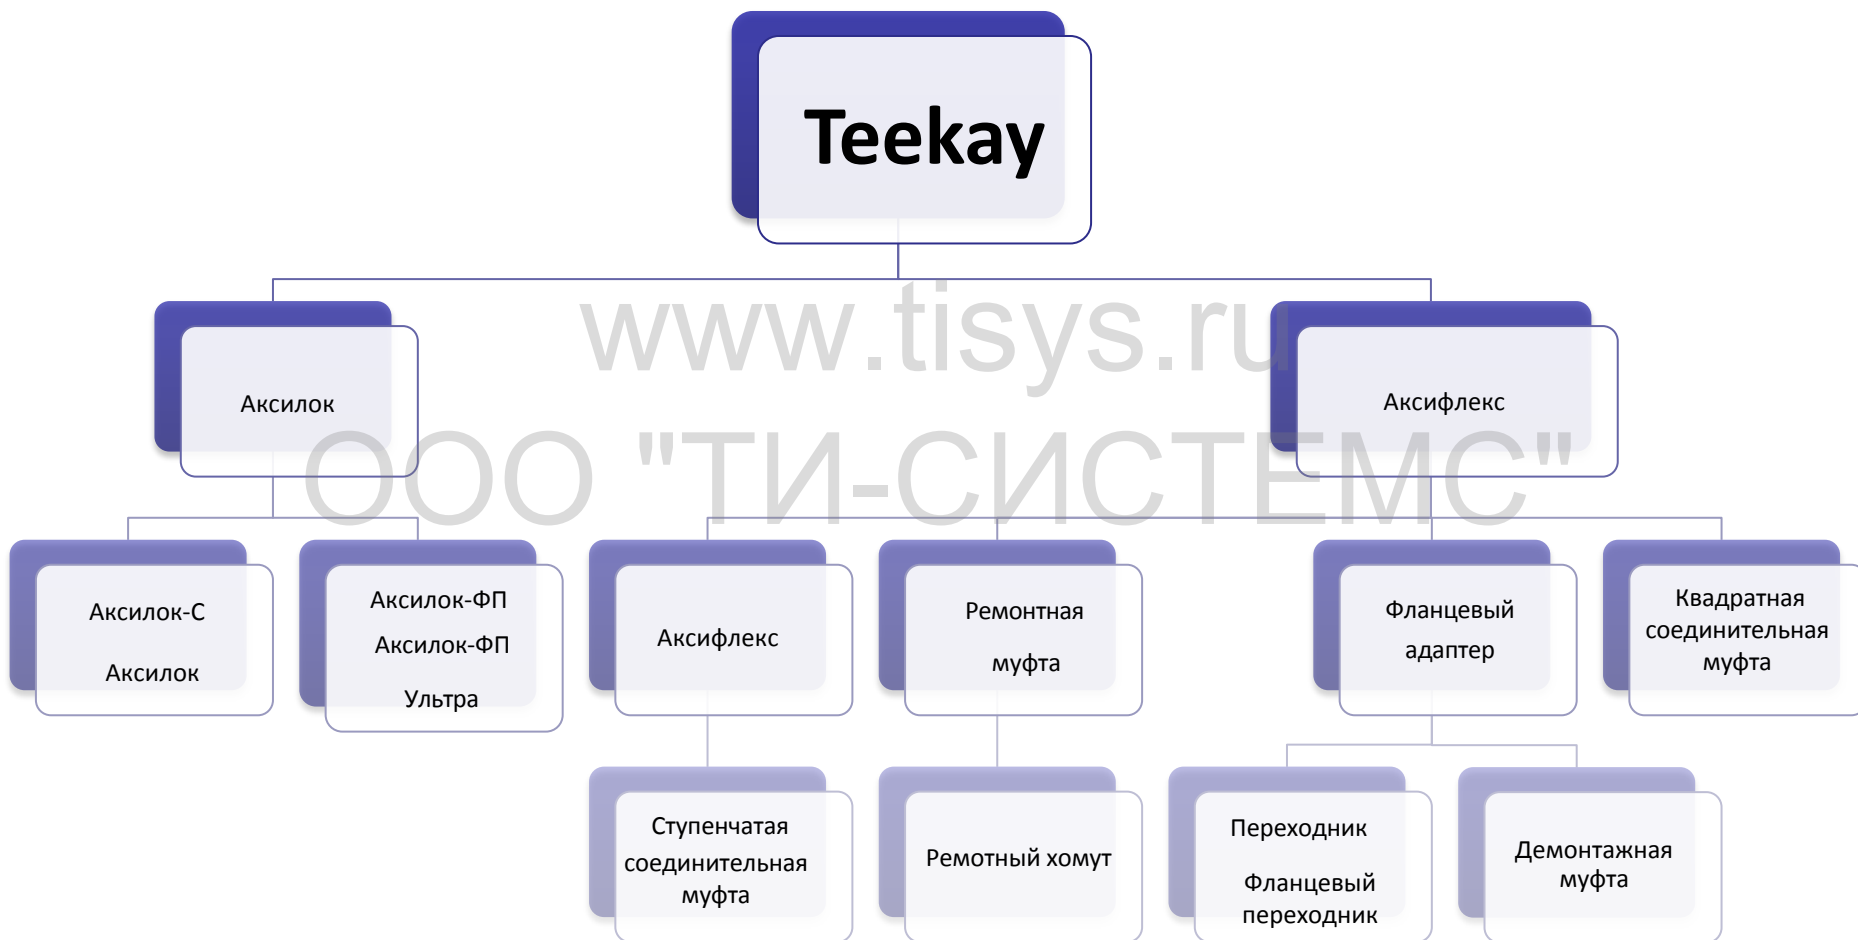 Teekay
www.tisys.ru
Аксилок
Аксифлекс
ООО "ТИ-СИСТЕМС"
Аксилок-С
Аксилок
Аксилок-ФП
Аксилок-ФП
Ультра
Аксифлекс
Ремонтная
муфта
Фланцевый
адаптер
Квадратная
соединительная
муфта
Ступенчатая
соединительная
муфта
Ремотный хомут
Переходник
Фланцевый
переходник
Демонтажная
муфта